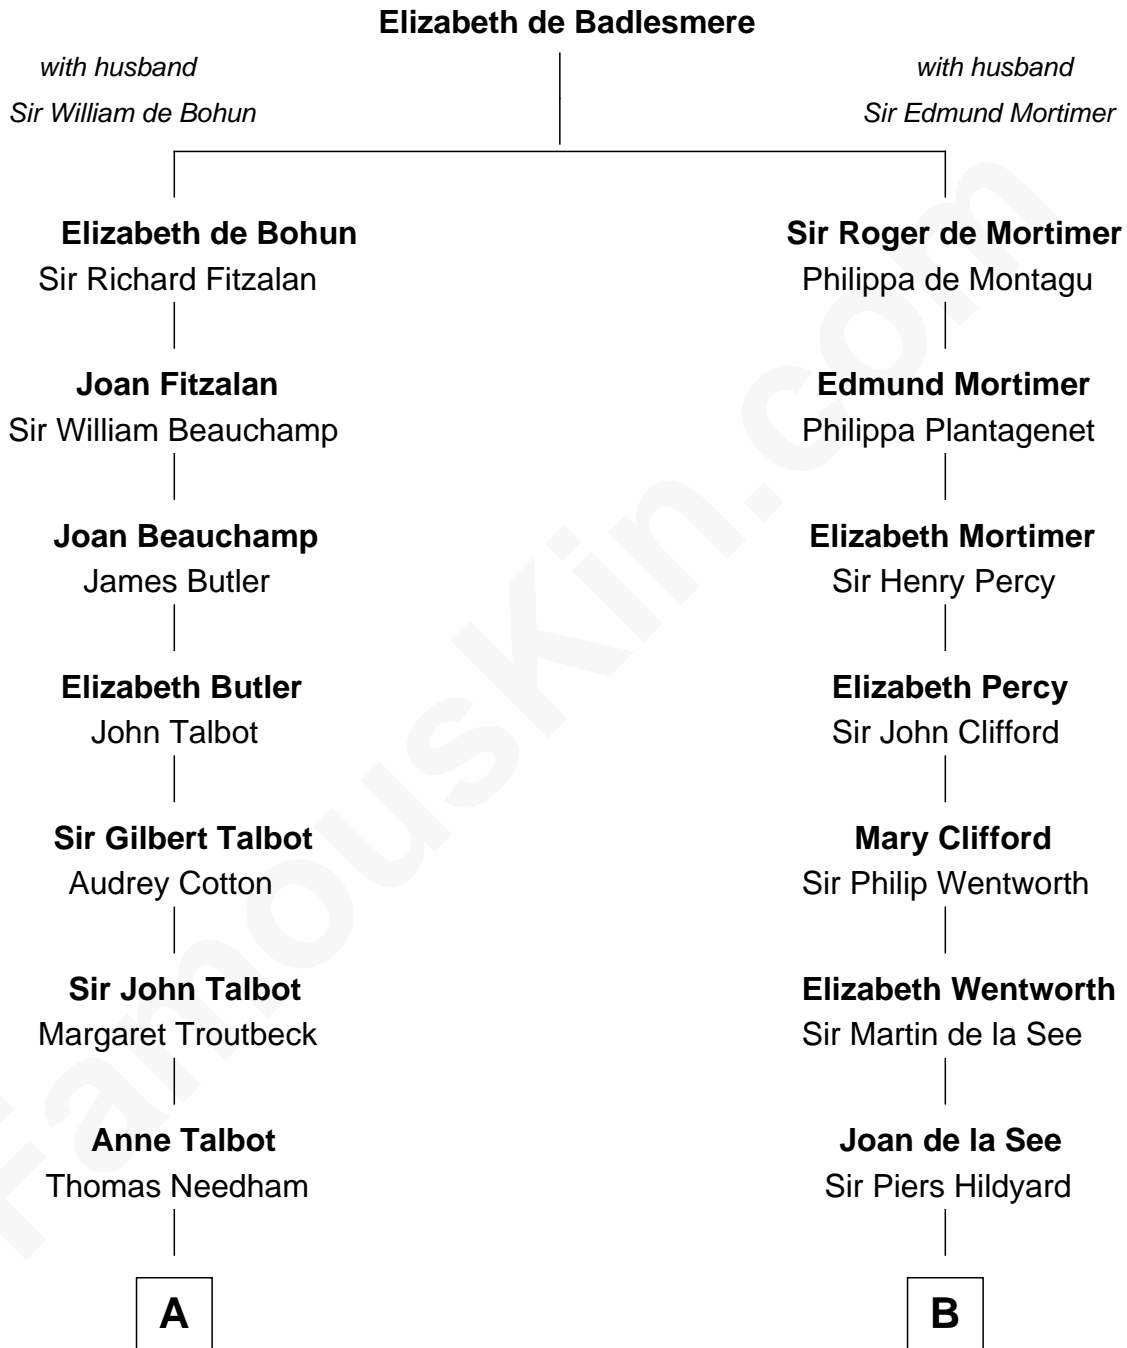 Elizabeth de Badlesmere
with husband
Sir William de Bohun
with husband
Sir Edmund Mortimer
Elizabeth de Bohun
Sir Richard Fitzalan
Sir Roger de Mortimer
Philippa de Montagu
Joan Fitzalan
Sir William Beauchamp
Edmund Mortimer
Philippa Plantagenet
Joan Beauchamp
James Butler
Elizabeth Mortimer
Sir Henry Percy
Elizabeth Butler
John Talbot
Elizabeth Percy
Sir John Clifford
Sir Gilbert Talbot
Audrey Cotton
Mary Clifford
Sir Philip Wentworth
Sir John Talbot
Margaret Troutbeck
Elizabeth Wentworth
Sir Martin de la See
Anne Talbot
Thomas Needham
Joan de la See
Sir Piers Hildyard
A
B
FamousKin.com